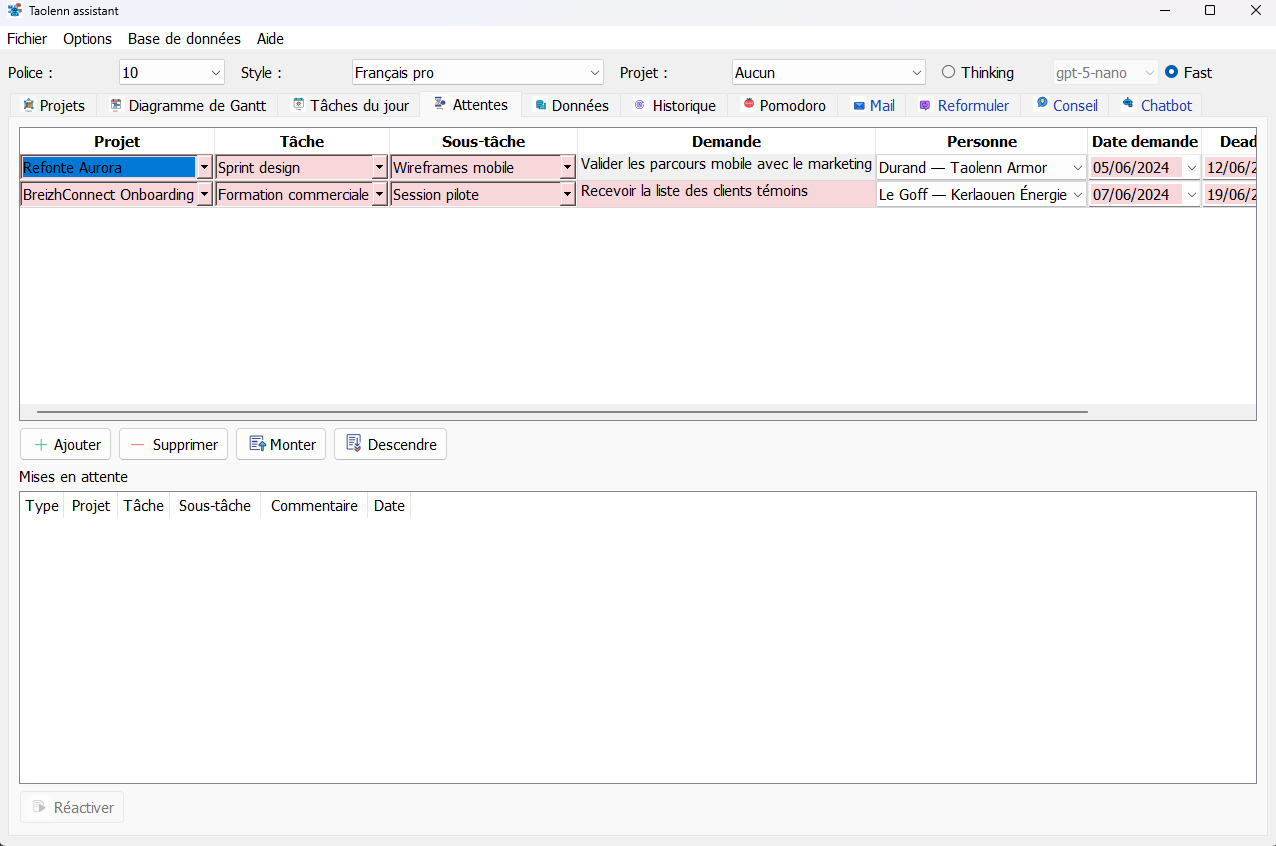 Taolenn assistant
Fichier Options Base de données Aide
Police : 10 Style : Français pro Projet : Aucun Thinking gpt-5-nano Fast
Projets Diagramme de Gantt Tâches du jour Attentes Données Historique Pomodoro Mail Reformuler Conseil Chatbot
Projet Tâche Sous-tâche Demande Personne Date demande Dead
Refonte Aurora Sprint design Wireframes mobile Valider les parcours mobile avec le marketing Durand — Taolenn Armor 05/06/2024 12/06/2
BreizhConnect Onboarding Formation commerciale Session pilote Recevoir la liste des clients témoins Le Goff — Kerlaouen Énergie 07/06/2024 19/06/2
Ajouter Supprimer Monter Descendre
Mises en attente
Type Projet Tâche Sous-tâche Commentaire Date
Réactiver